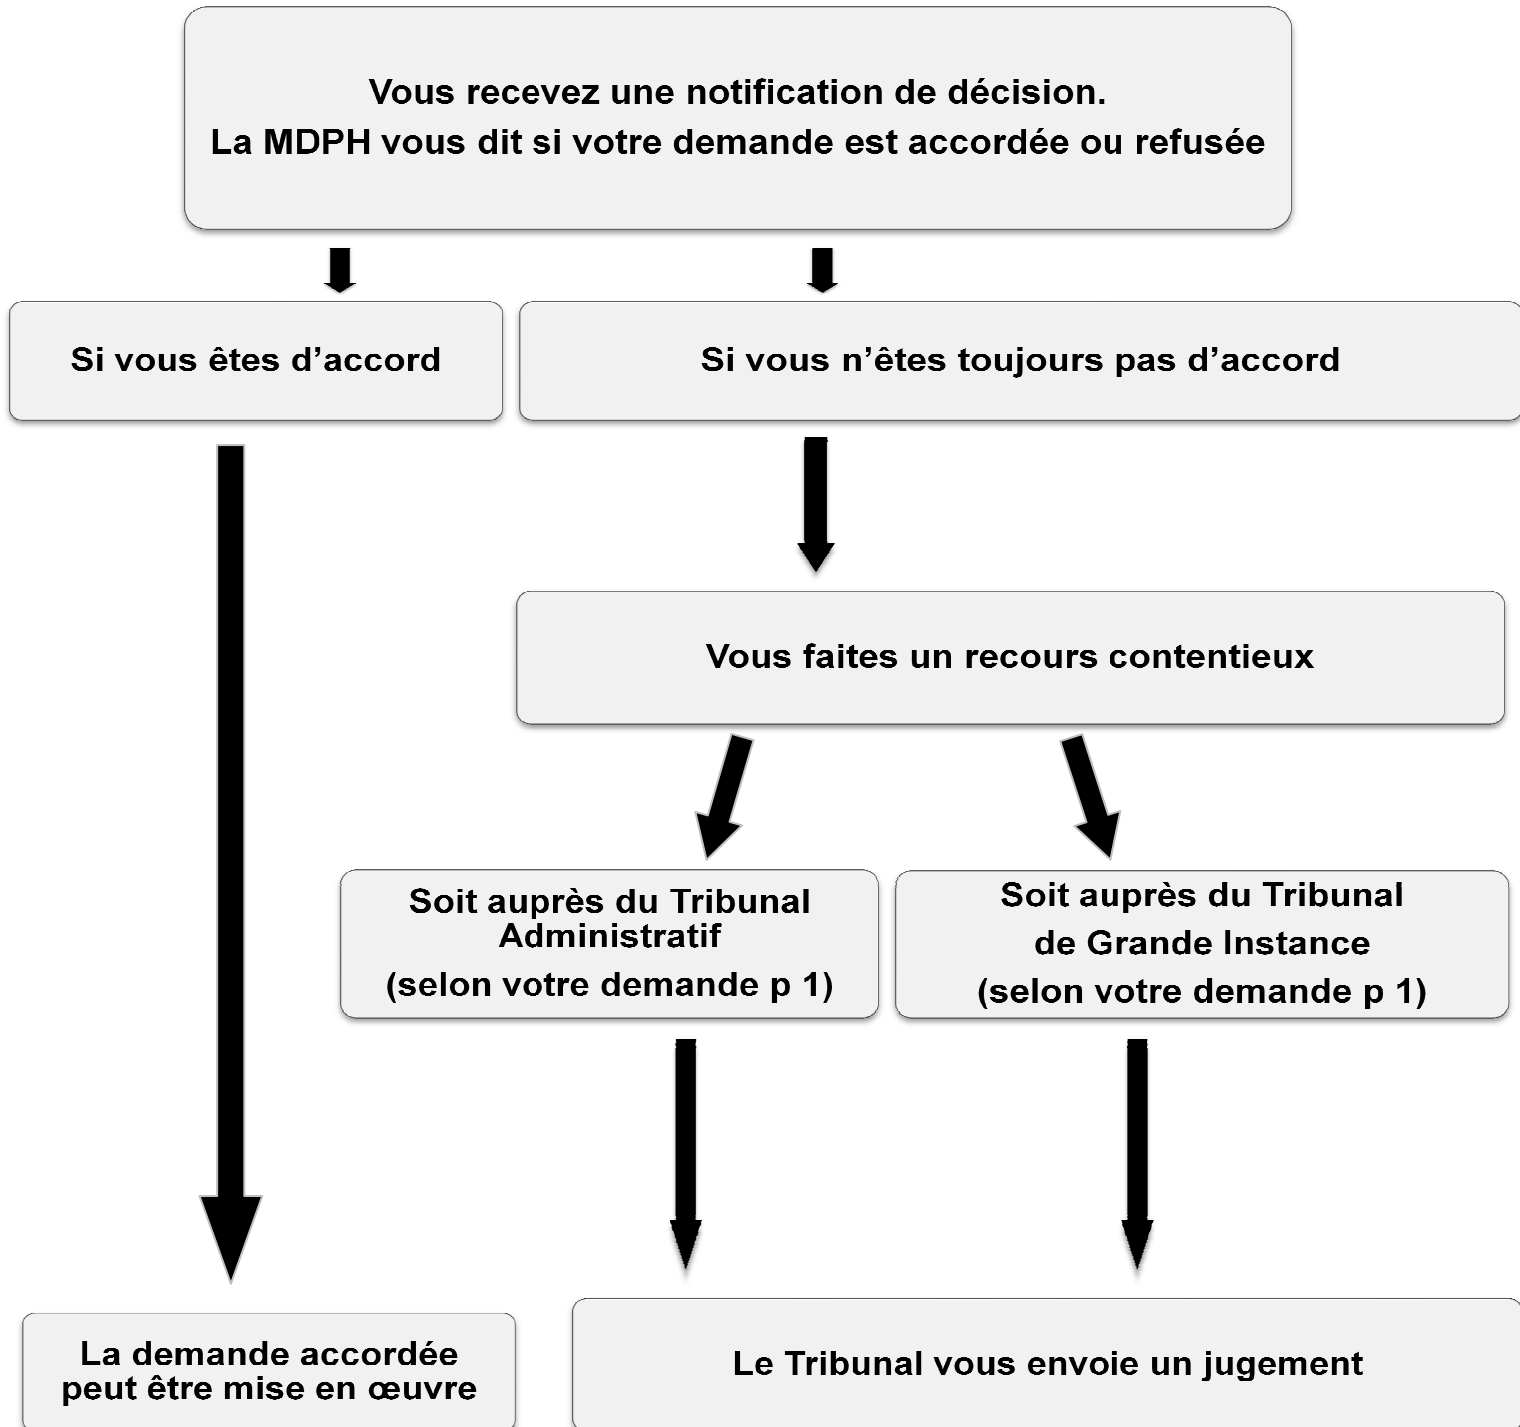 Vous recevez une notification de décision.
La MDPH vous dit si votre demande est accordée ou refusée
Si vous êtes d’accord
Si vous n’êtes toujours pas d’accord
Vous faites un recours contentieux
Soit auprès du Tribunal
Administratif
(selon votre demande p 1)
Soit auprès du Tribunal
de Grande Instance
(selon votre demande p 1)
La demande accordée
peut être mise en œuvre
Le Tribunal vous envoie un jugement